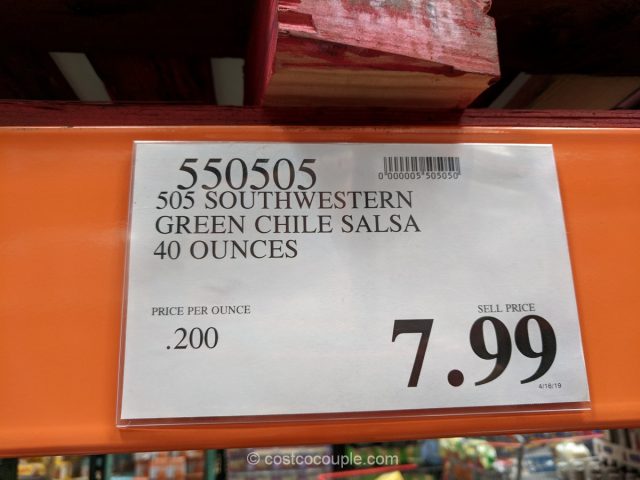 550505
0"000005"505050"
505 SOUTHWESTERN
GREEN CHILE SALSA
40 OUNCES
PRICE PER OUNCE
.200
SELL PRICE
7.99
4/16/19
© costcocouple.com